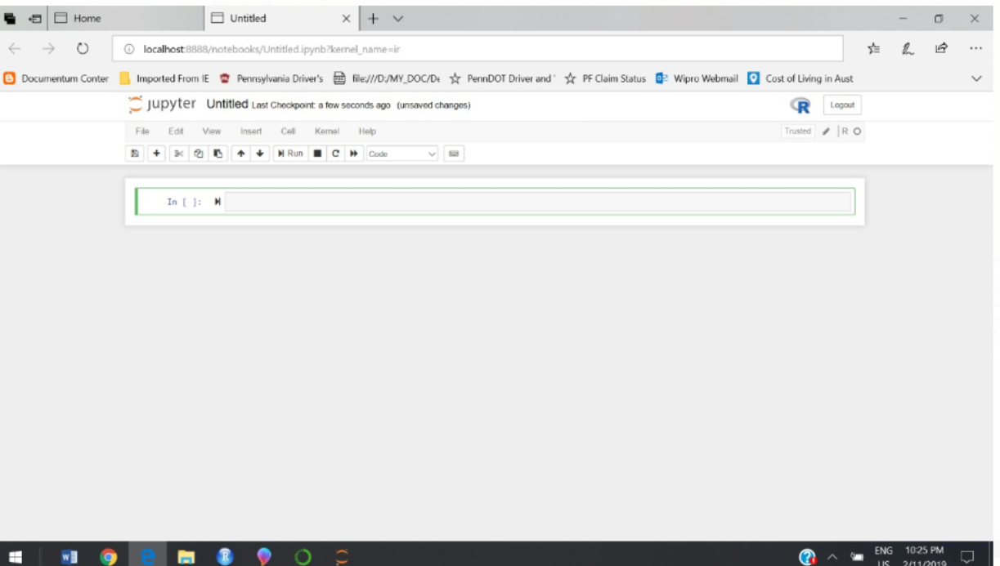 Home
Untitled
localhost:8888/notebooks/Untitled.ipynb?kernel_name=ir
Documentum Conter Imported From IE Pennsylvania Driver's file:///D:/MY_DOC/De PennDOT Driver and PF Claim Status Wipro Webmail Cost of Living in Aust
jupyter Untitled Last Checkpoint: a few seconds ago (unsaved changes) R Logout
File Edit View Insert Cell Kernel Help Trusted R
Run Code
In [ ]:
ENG 10:25 PM
US 2/11/2019